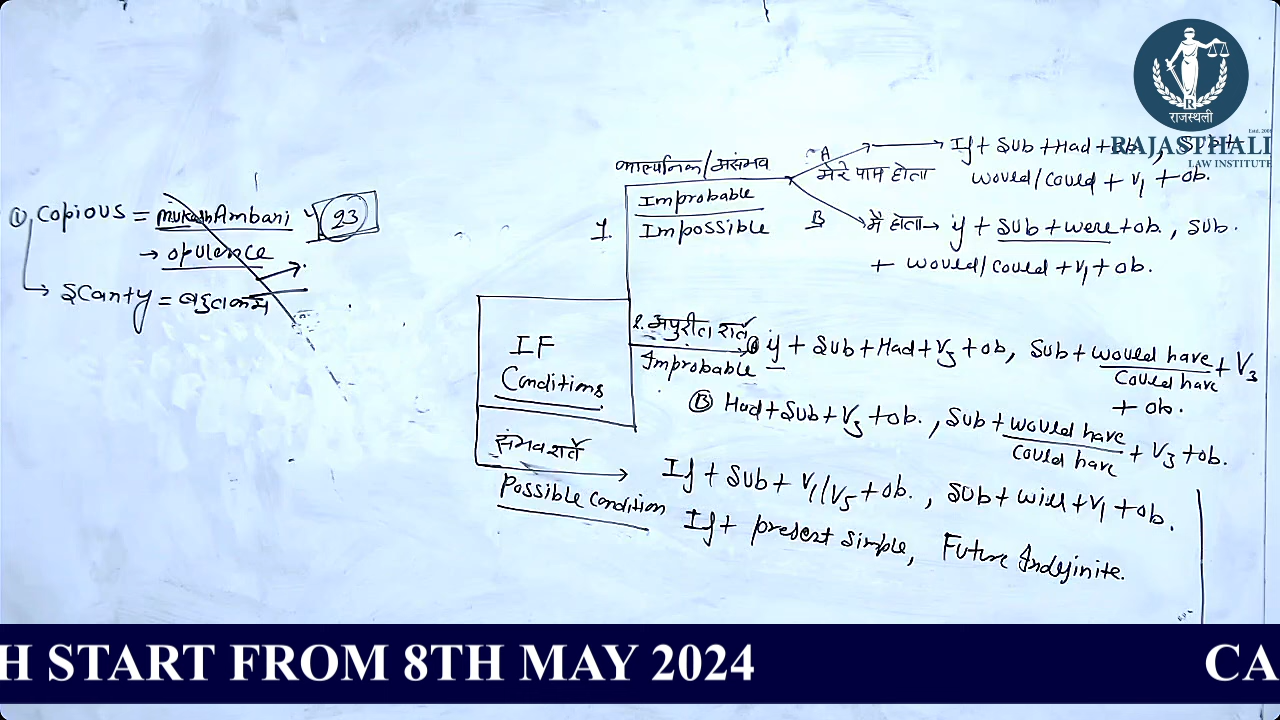 ① Copious = Mukesh Ambani 23
→ opulence
→ Scanty = बहुत कम
IF
Conditions
1.
काल्पनिक/असंभव
Improbable
Impossible
A
मेरे पास होता
If + Sub + Had + ob., Sub +
would/could + V1 + ob.
B
मै होता → if + Sub + were + ob., Sub.
+ would/could + V1 + ob.
2. अपुरीत शर्त
Improbable
Ⓐ if + Sub + Had + V3 + ob, Sub + would have + V3
could have
+ ob.
Ⓑ Had + Sub + V3 + ob., Sub + would have + V3 + ob.
could have
संभव शर्ते
Possible Condition
If + Sub + V1/V5 + ob., Sub + will + V1 + ob.
If + present simple, Future Indefinite.
R
राजस्थली
Estd. 200
RAJASTHALI
LAW INSTITUTE
H START FROM 8TH MAY 2024 CA